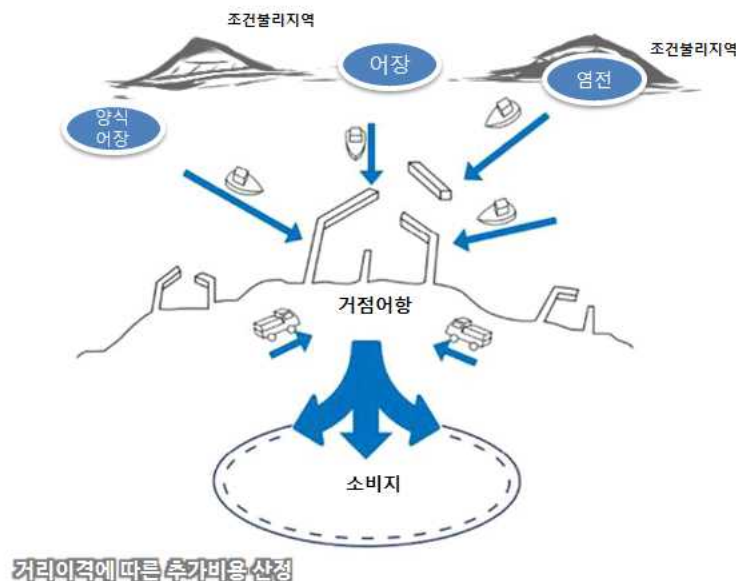 조건불리지역
조건불리지역
어장
염전
양식
어장
거점어항
소비지
거리이격에 따른 추가비용 산정